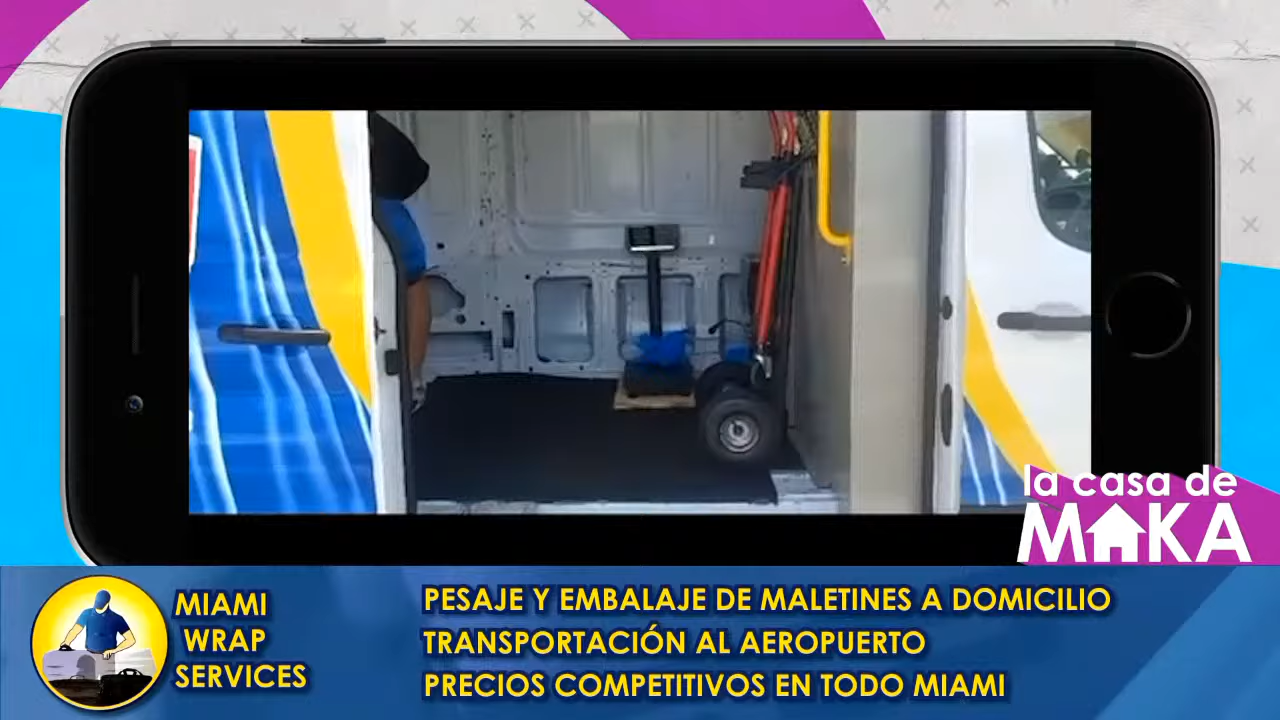 la casa de
MAKA
MIAMI
WRAP
SERVICES
PESAJE Y EMBALAJE DE MALETINES A DOMICILIO
TRANSPORTACIÓN AL AEROPUERTO
PRECIOS COMPETITIVOS EN TODO MIAMI